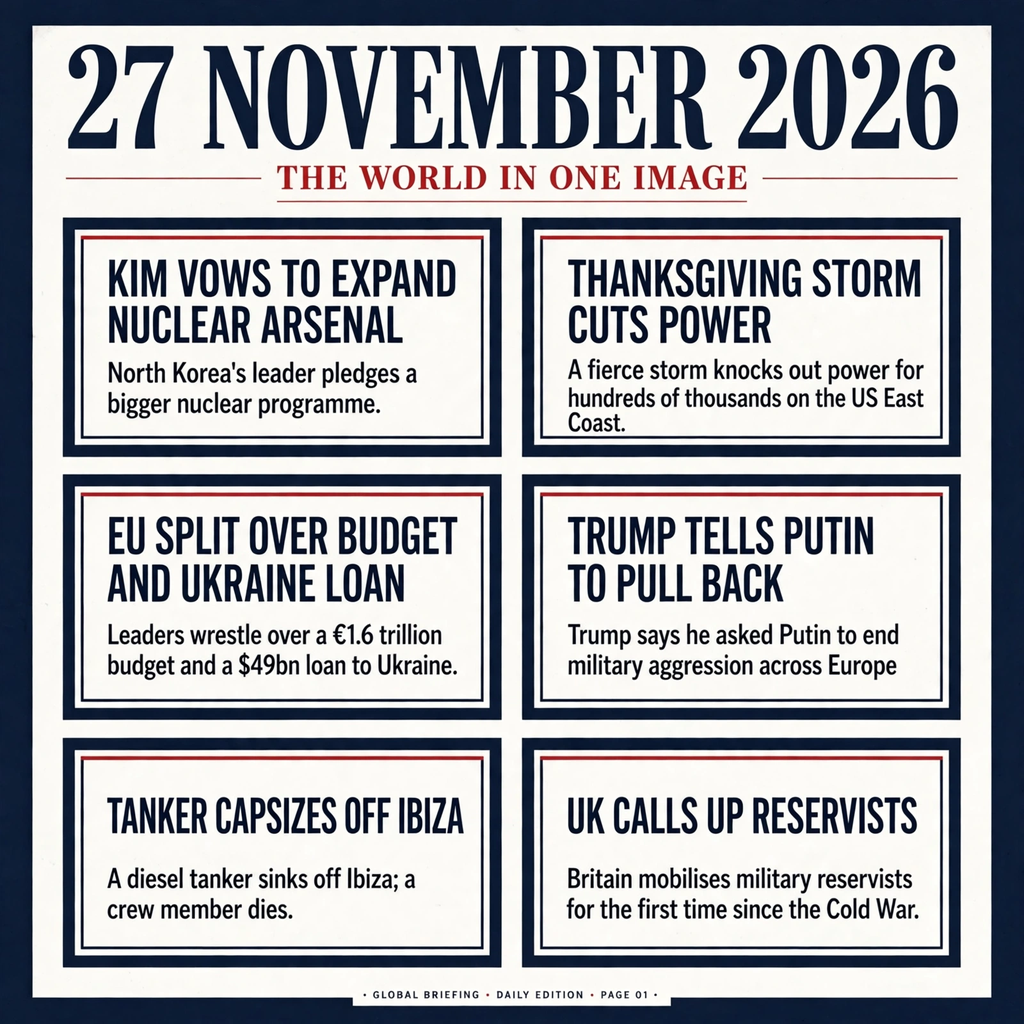 27 NOVEMBER 2026
THE WORLD IN ONE IMAGE
KIM VOWS TO EXPAND
NUCLEAR ARSENAL
North Korea's leader pledges a
bigger nuclear programme.
THANKSGIVING STORM
CUTS POWER
A fierce storm knocks out power for
hundreds of thousands on the US East
Coast.
EU SPLIT OVER BUDGET
AND UKRAINE LOAN
Leaders wrestle over a €1.6 trillion
budget and a $49bn loan to Ukraine.
TRUMP TELLS PUTIN
TO PULL BACK
Trump says he asked Putin to end
military aggression across Europe
TANKER CAPSIZES OFF IBIZA
A diesel tanker sinks off Ibiza; a
crew member dies.
UK CALLS UP RESERVISTS
Britain mobilises military reservists
for the first time since the Cold War.
• GLOBAL BRIEFING • DAILY EDITION • PAGE 01 •